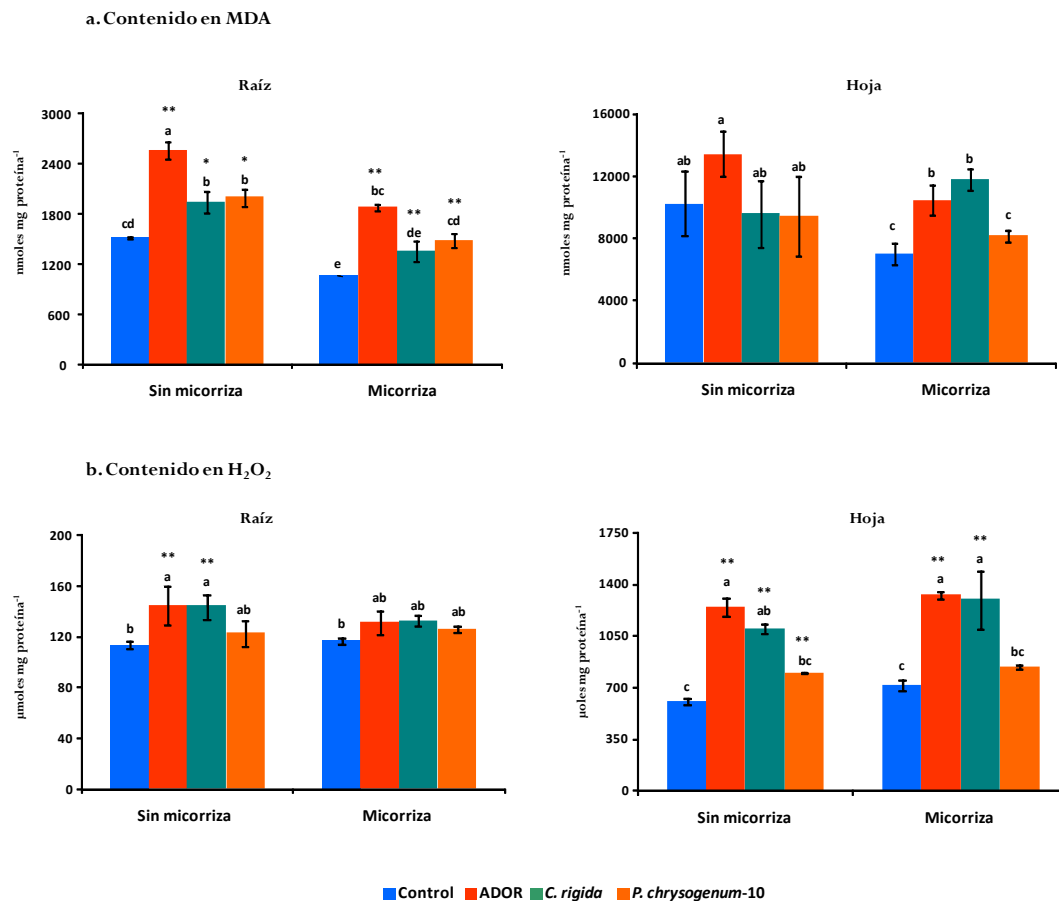 a. Contenido en MDA
Raíz
nmoles mg proteína-1
3000
2400
1800
1200
600
0
**
a
*
b
*
b
cd
**
bc
**
de
**
cd
e
Sin micorriza
Micorriza
Hoja
nmoles mg proteína-1
16000
12000
8000
4000
0
ab
a
ab
ab
c
b
b
c
Sin micorriza
Micorriza
b. Contenido en H2O2
Raíz
µmoles mg proteína-1
200
160
120
80
40
0
b
**
a
**
a
ab
b
ab
ab
ab
Sin micorriza
Micorriza
Hoja
µoles mg proteína-1
1750
1400
1050
700
350
0
c
**
a
**
ab
**
bc
c
**
a
**
a
bc
Sin micorriza
Micorriza
Control ADOR C. rigida P. chrysogenum-10